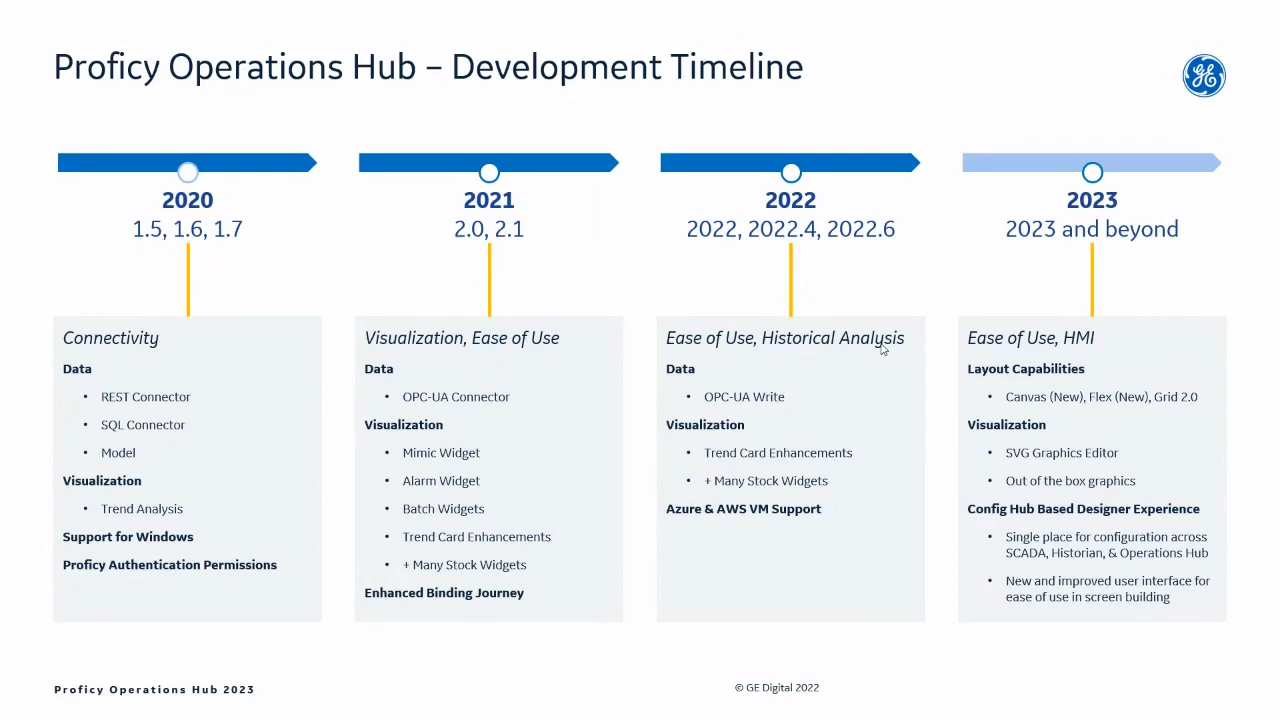 Proficy Operations Hub – Development Timeline
2020
1.5, 1.6, 1.7
Connectivity
Data
• REST Connector
• SQL Connector
• Model
Visualization
• Trend Analysis
Support for Windows
Proficy Authentication Permissions
2021
2.0, 2.1
Visualization, Ease of Use
Data
• OPC-UA Connector
Visualization
• Mimic Widget
• Alarm Widget
• Batch Widgets
• Trend Card Enhancements
• + Many Stock Widgets
Enhanced Binding Journey
2022
2022, 2022.4, 2022.6
Ease of Use, Historical Analysis
Data
• OPC-UA Write
Visualization
• Trend Card Enhancements
• + Many Stock Widgets
Azure & AWS VM Support
2023
2023 and beyond
Ease of Use, HMI
Layout Capabilities
• Canvas (New), Flex (New), Grid 2.0
Visualization
• SVG Graphics Editor
• Out of the box graphics
Config Hub Based Designer Experience
• Single place for configuration across
SCADA, Historian, & Operations Hub
• New and improved user interface for
ease of use in screen building
Proficy Operations Hub 2023
© GE Digital 2022
GE